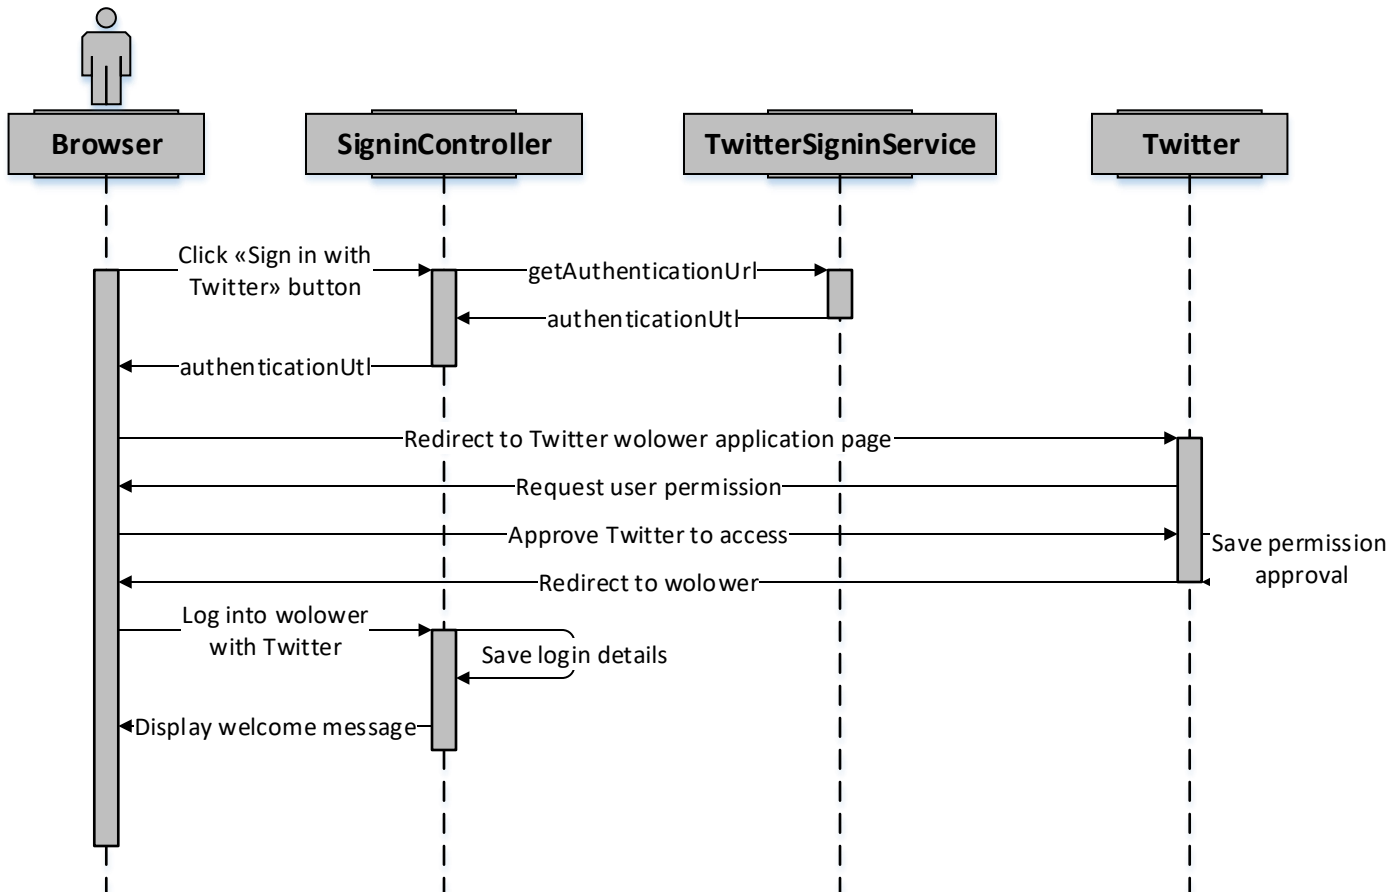 Browser
SigninController
TwitterSigninService
Twitter
Click «Sign in with
Twitter» button
getAuthenticationUrl
authenticationUtl
authenticationUtl
Redirect to Twitter wolower application page
Request user permission
Approve Twitter to access
Save permission
approval
Redirect to wolower
Log into wolower
with Twitter
Save login details
Display welcome message